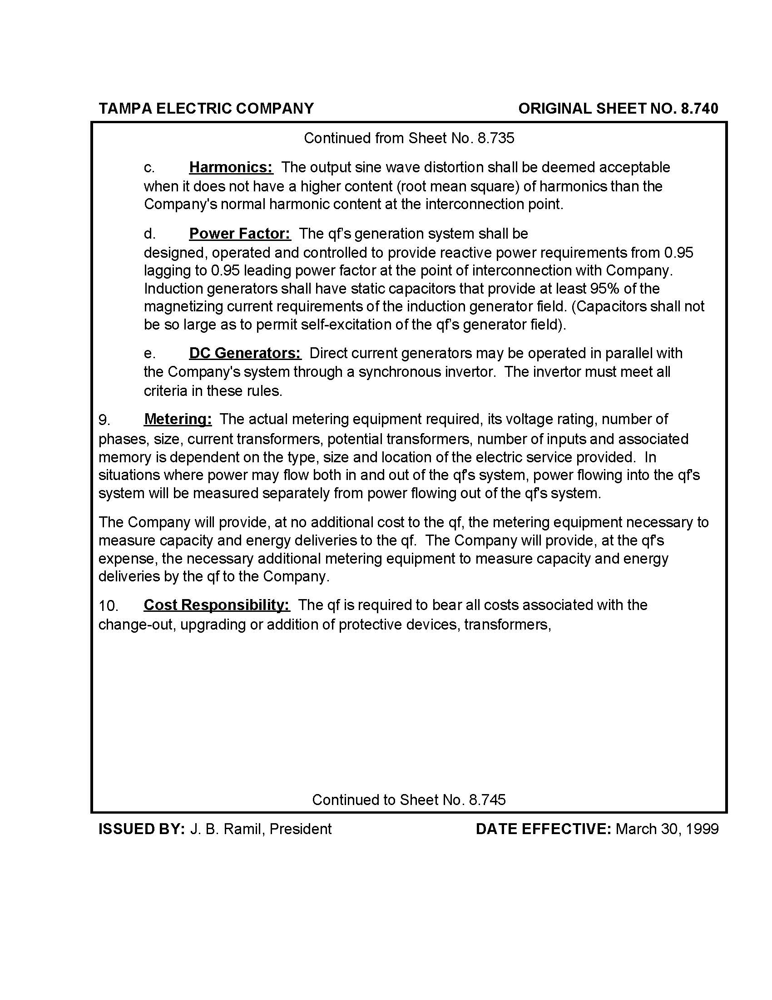 TAMPA ELECTRIC COMPANY ORIGINAL SHEET NO. 8.740
Continued from Sheet No. 8.735
c. Harmonics: The output sine wave distortion shall be deemed acceptable
when it does not have a higher content (root mean square) of harmonics than the
Company's normal harmonic content at the interconnection point.
d. Power Factor: The qf's generation system shall be
designed, operated and controlled to provide reactive power requirements from 0.95
lagging to 0.95 leading power factor at the point of interconnection with Company.
Induction generators shall have static capacitors that provide at least 95% of the
magnetizing current requirements of the induction generator field. (Capacitors shall not
be so large as to permit self-excitation of the qf's generator field).
e. DC Generators: Direct current generators may be operated in parallel with
the Company's system through a synchronous invertor. The invertor must meet all
criteria in these rules.
9. Metering: The actual metering equipment required, its voltage rating, number of
phases, size, current transformers, potential transformers, number of inputs and associated
memory is dependent on the type, size and location of the electric service provided. In
situations where power may flow both in and out of the qf's system, power flowing into the qf's
system will be measured separately from power flowing out of the qf's system.
The Company will provide, at no additional cost to the qf, the metering equipment necessary to
measure capacity and energy deliveries to the qf. The Company will provide, at the qf's
expense, the necessary additional metering equipment to measure capacity and energy
deliveries by the qf to the Company.
10. Cost Responsibility: The qf is required to bear all costs associated with the
change-out, upgrading or addition of protective devices, transformers,
Continued to Sheet No. 8.745
ISSUED BY: J. B. Ramil, President DATE EFFECTIVE: March 30, 1999